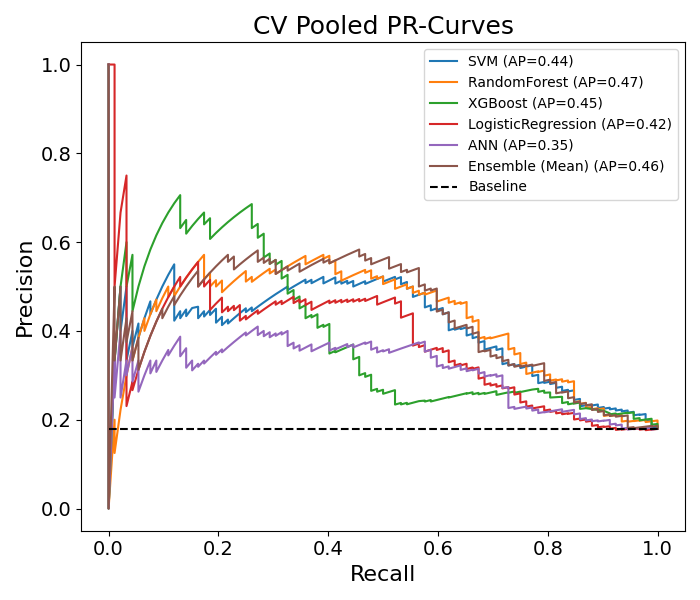 CV Pooled PR-Curves
Precision
1.0
0.8
0.6
0.4
0.2
0.0
SVM (AP=0.44)
RandomForest (AP=0.47)
XGBoost (AP=0.45)
LogisticRegression (AP=0.42)
ANN (AP=0.35)
Ensemble (Mean) (AP=0.46)
Baseline
0.0 0.2 0.4 0.6 0.8 1.0
Recall